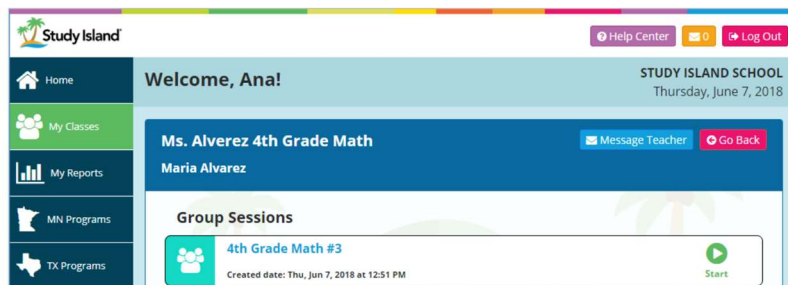 Study Island
Help Center
0
Log Out
Home
Welcome, Ana!
STUDY ISLAND SCHOOL
Thursday, June 7, 2018
My Classes
Ms. Alverez 4th Grade Math
Message Teacher
Go Back
Maria Alvarez
My Reports
MN Programs
Group Sessions
4th Grade Math #3
Created date: Thu, Jun 7, 2018 at 12:51 PM
Start
TX Programs